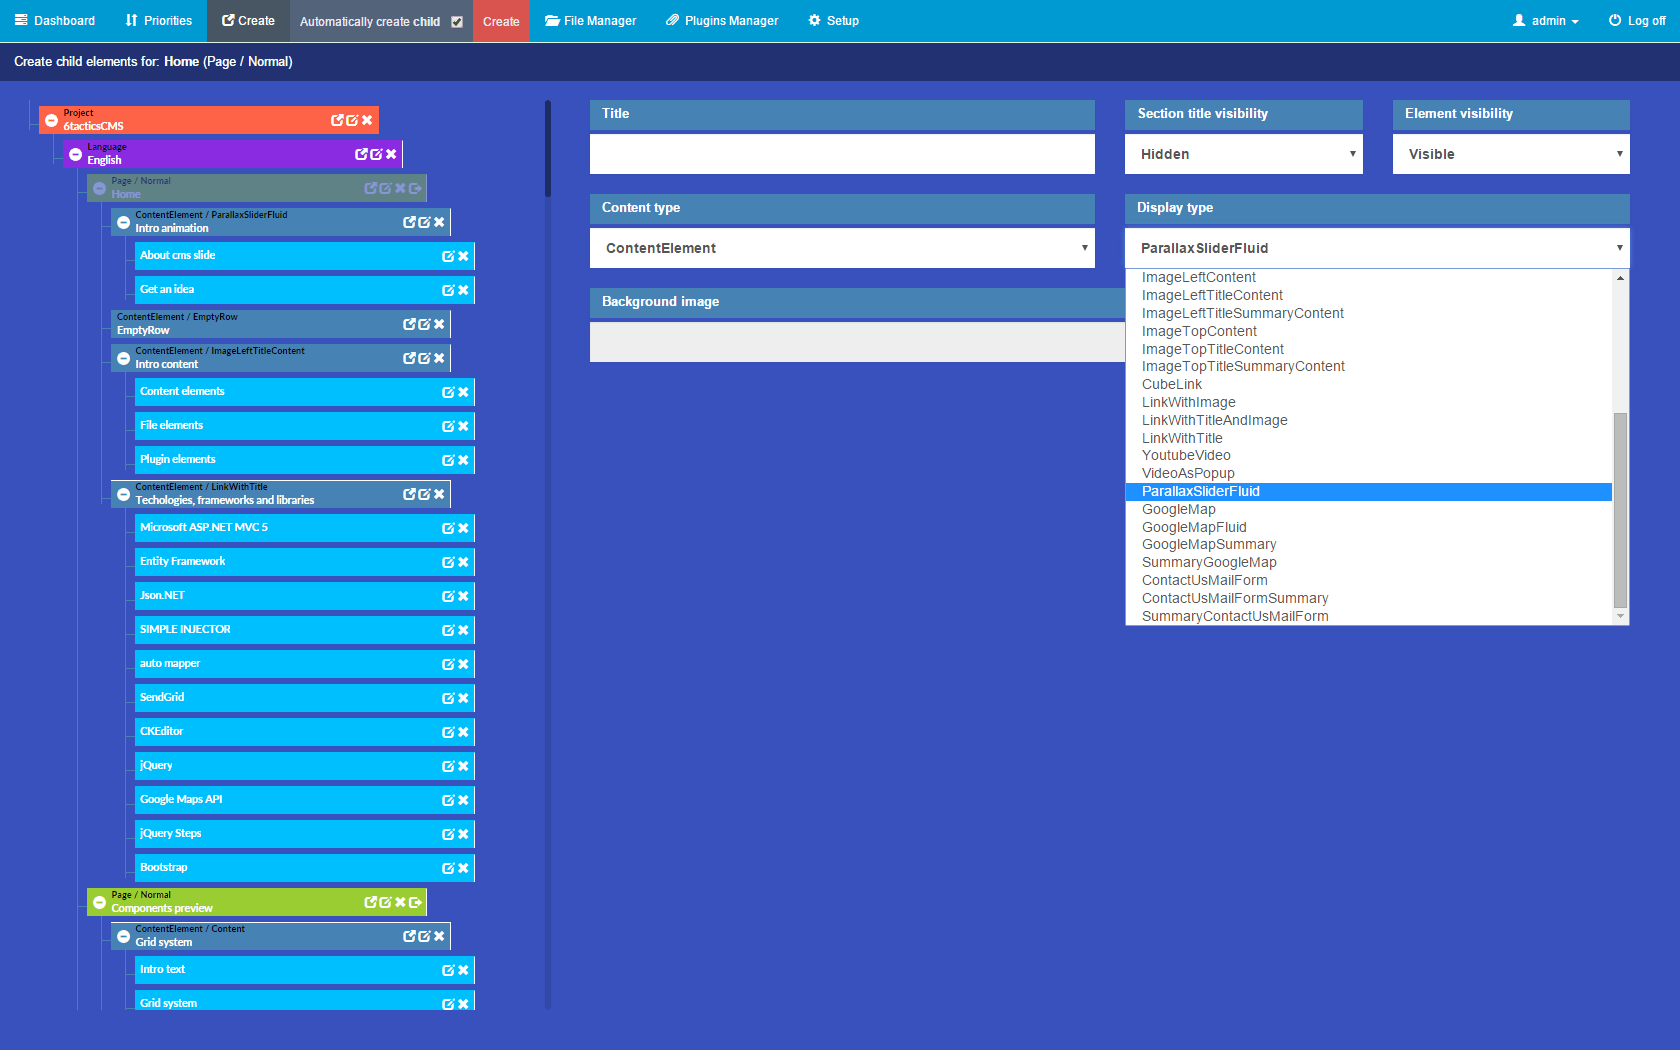 Dashboard
Priorities
Create
Automatically create child
Create
File Manager
Plugins Manager
Setup
admin
Log off
Create child elements for: Home (Page / Normal)
Project
6tacticsCMS
Language
English
Page / Normal
Home
ContentElement / ParallaxSliderFluid
Intro animation
About cms slide
Get an idea
ContentElement / EmptyRow
EmptyRow
ContentElement / ImageLeftTitleContent
Intro content
Content elements
File elements
Plugin elements
ContentElement / LinkWithTitle
Techologies, frameworks and libraries
Microsoft ASP.NET MVC 5
Entity Framework
Json.NET
SIMPLE INJECTOR
auto mapper
SendGrid
CKEditor
jQuery
Google Maps API
jQuery Steps
Bootstrap
Page / Normal
Components preview
ContentElement / Content
Grid system
Intro text
Grid system
Title
Section title visibility
Hidden
Element visibility
Visible
Content type
ContentElement
Display type
ParallaxSliderFluid
Background image
ImageLeftContent
ImageLeftTitleContent
ImageLeftTitleSummaryContent
ImageTopContent
ImageTopTitleContent
ImageTopTitleSummaryContent
CubeLink
LinkWithImage
LinkWithTitleAndImage
LinkWithTitle
YoutubeVideo
VideoAsPopup
ParallaxSliderFluid
GoogleMap
GoogleMapFluid
GoogleMapSummary
SummaryGoogleMap
ContactUsMailForm
ContactUsMailFormSummary
SummaryContactUsMailForm